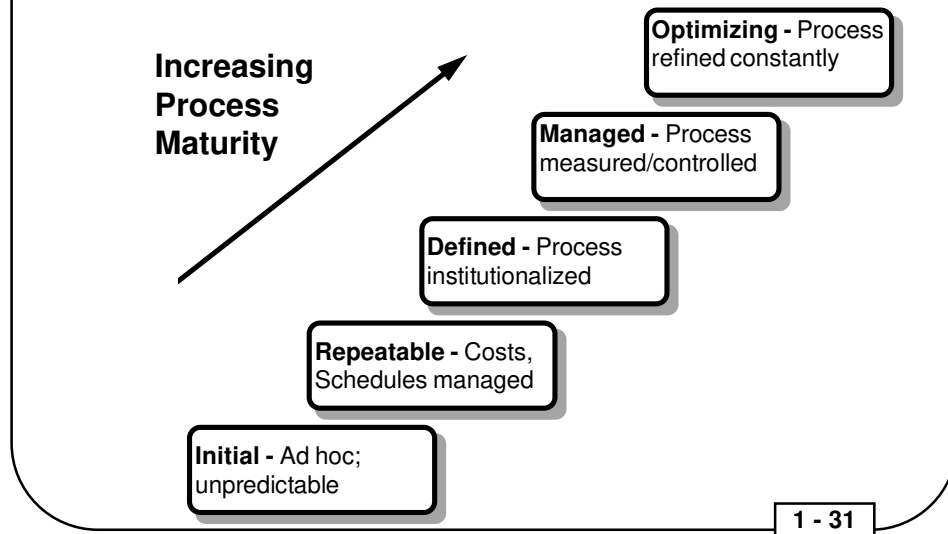 Increasing
Process
Maturity
Optimizing - Process
refined constantly
Managed - Process
measured/controlled
Defined - Process
institutionalized
Repeatable - Costs,
Schedules managed
Initial - Ad hoc;
unpredictable
1 - 31